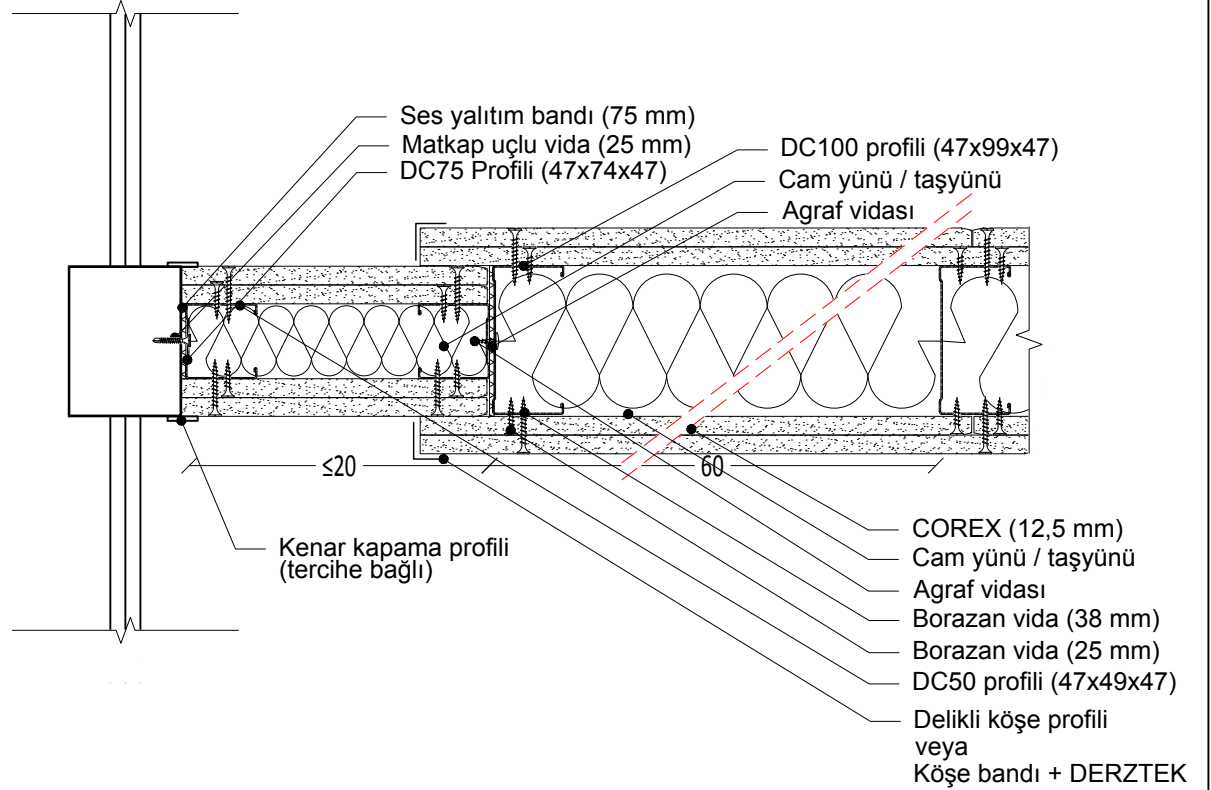 Ses yalıtım bandı (75 mm)
Matkap uçlu vida (25 mm)
DC75 Profili (47x74x47)
DC100 profili (47x99x47)
Cam yünü / taşyünü
Agraf vidası
≤20
60
Kenar kapama profili
(tercihe bağlı)
COREX (12,5 mm)
Cam yünü / taşyünü
Agraf vidası
Borazan vida (38 mm)
Borazan vida (25 mm)
DC50 profili (47x49x47)
Delikli köşe profili
veya
Köşe bandı + DERZTEK